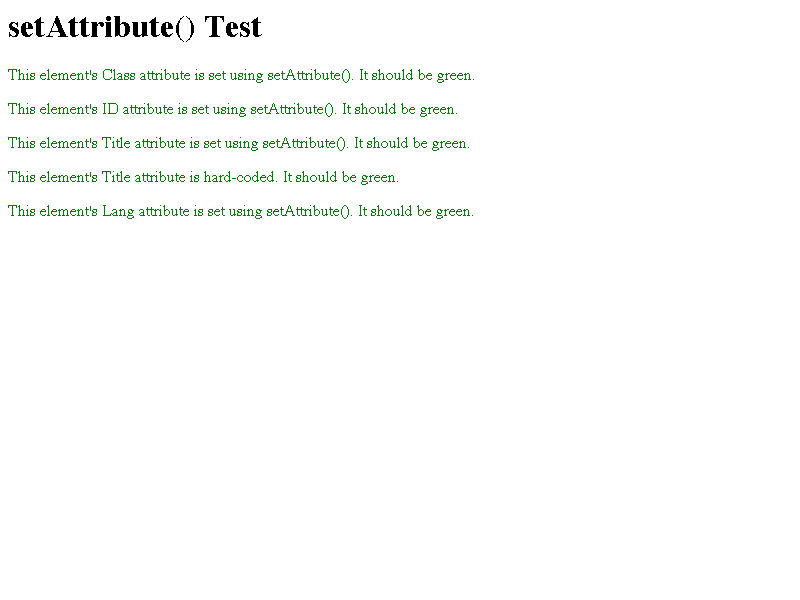 setAttribute() Test
This element's Class attribute is set using setAttribute(). It should be green.
This element's ID attribute is set using setAttribute(). It should be green.
This element's Title attribute is set using setAttribute(). It should be green.
This element's Title attribute is hard-coded. It should be green.
This element's Lang attribute is set using setAttribute(). It should be green.